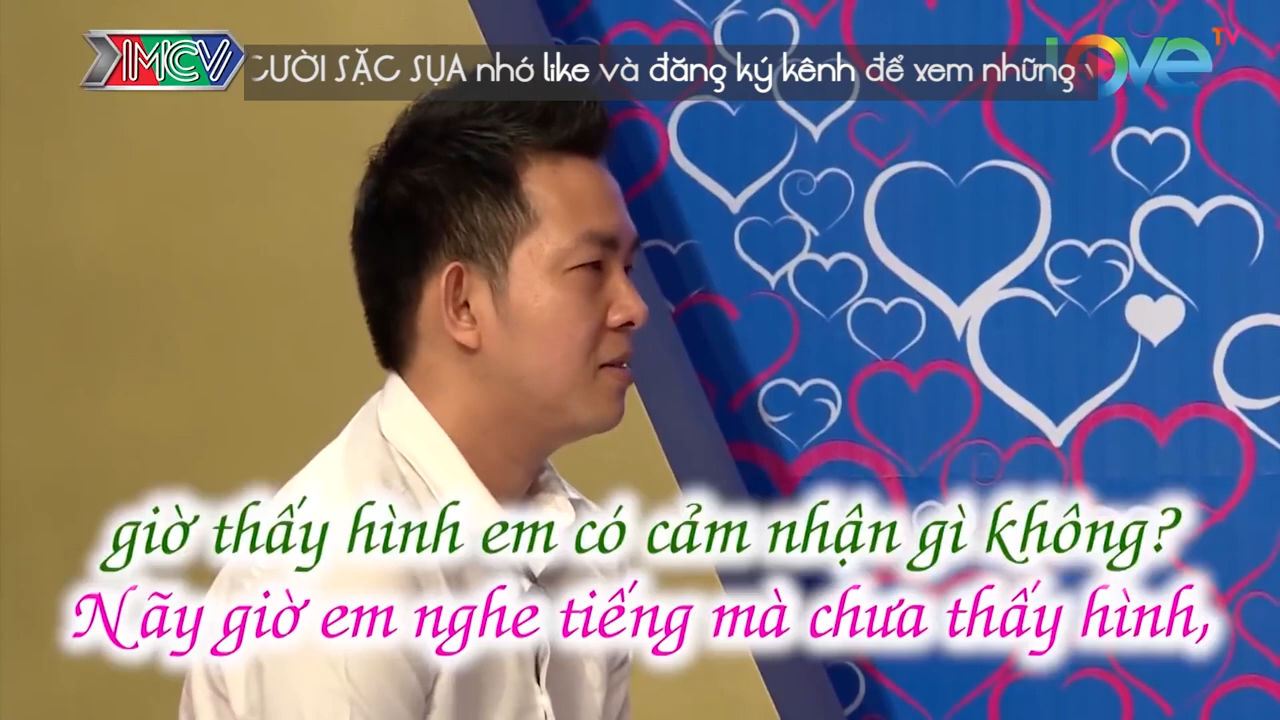 MCV
CƯỜI SẶC SỤA nhớ like và đăng ký kênh để xem những
love TV
giờ thấy hình em có cảm nhận gì không?
Nãy giờ em nghe tiếng mà chưa thấy hình,